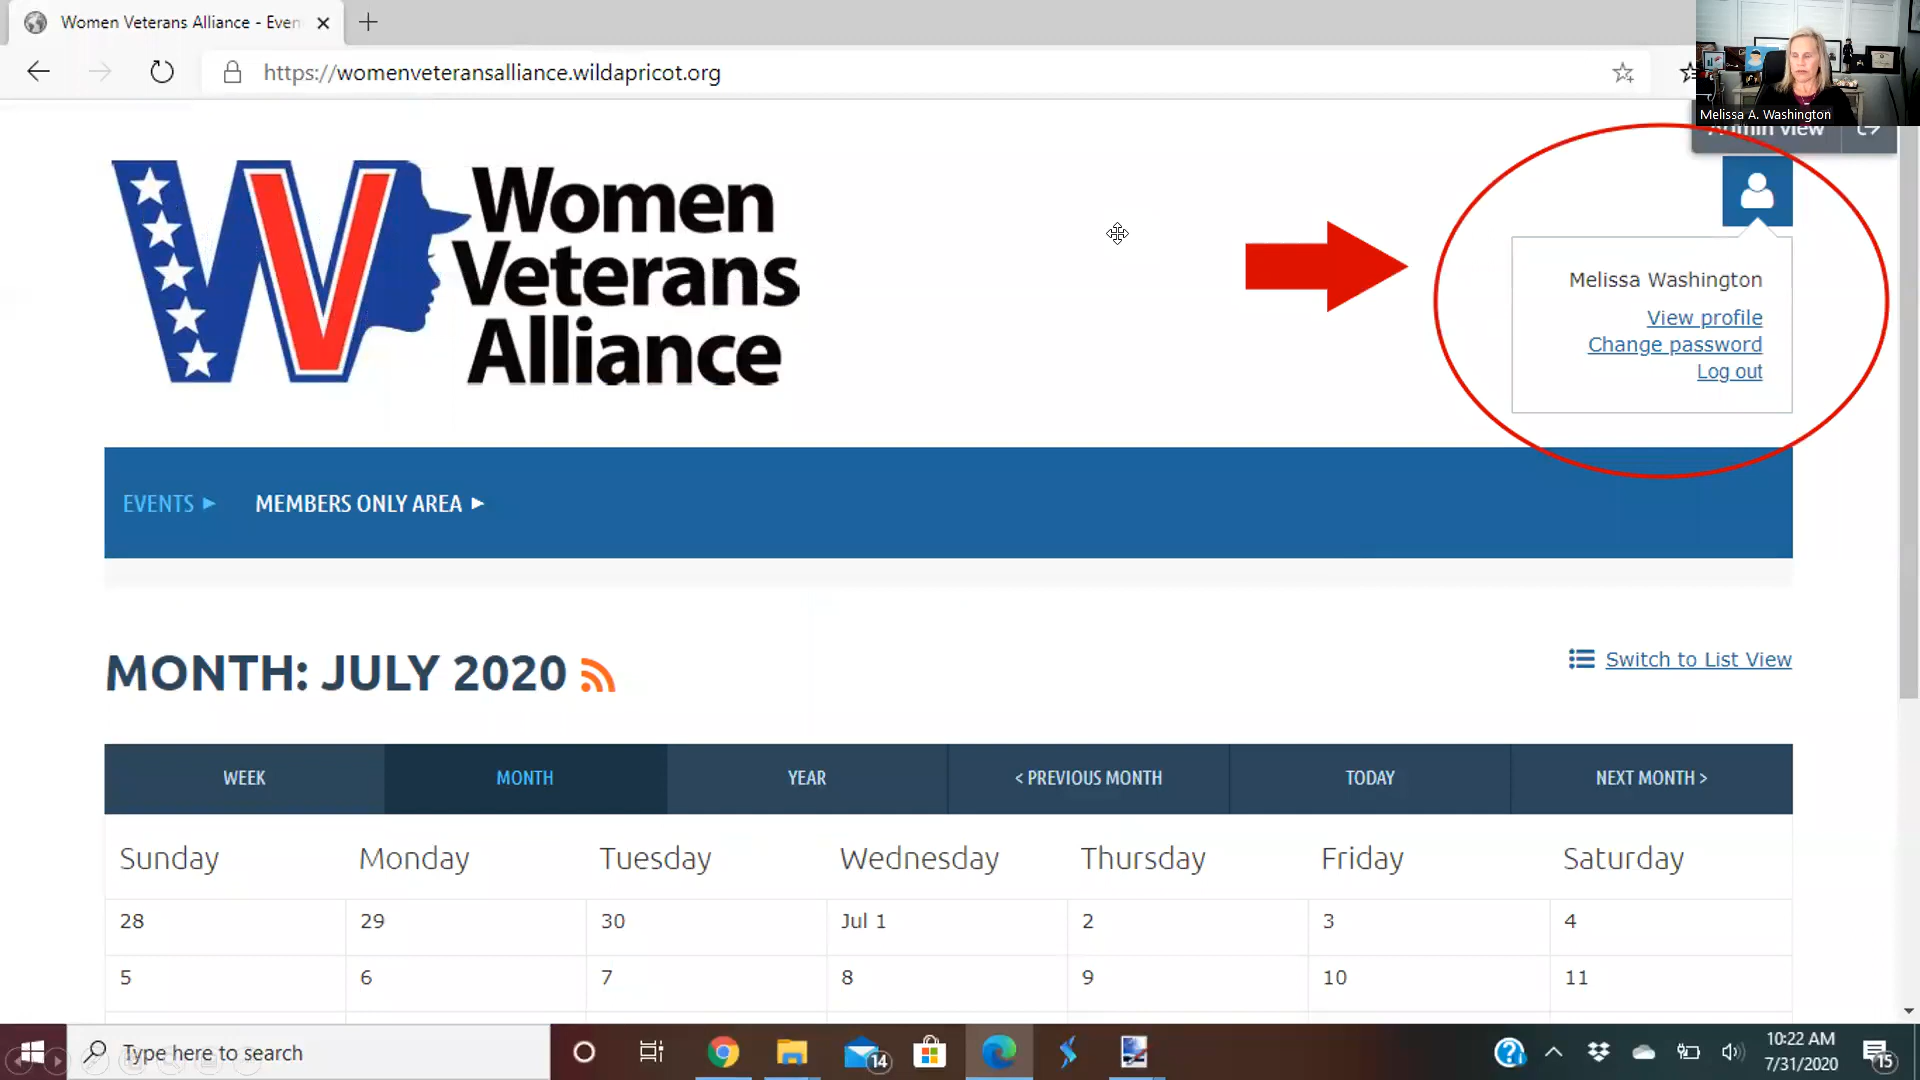 Women Veterans Alliance - Even
https://womenveteransalliance.wildapricot.org
Melissa A. Washington
Admin view
Women
Veterans
Alliance
Melissa Washington
View profile
Change password
Log out
EVENTS
MEMBERS ONLY AREA
MONTH: JULY 2020
Switch to List View
WEEK
MONTH
YEAR
< PREVIOUS MONTH
TODAY
NEXT MONTH >
Sunday
Monday
Tuesday
Wednesday
Thursday
Friday
Saturday
28
29
30
Jul 1
2
3
4
5
6
7
8
9
10
11
Type here to search
14
10:22 AM
7/31/2020
15